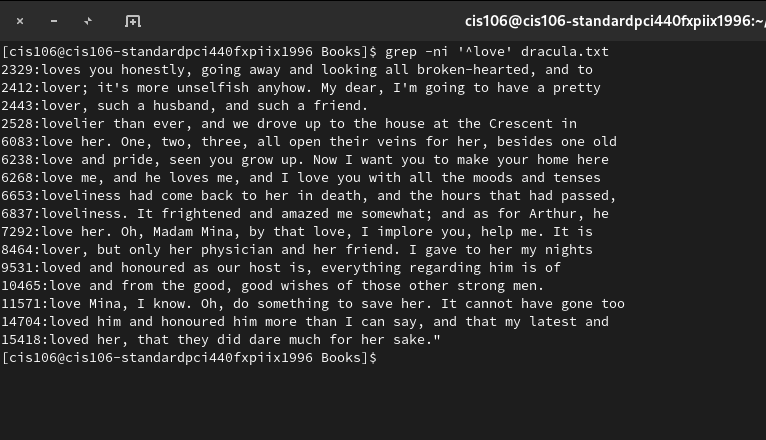 cis106@cis106-standardpci440fxpiix1996:~/
[cis106@cis106-standardpci440fxpiix1996 Books]$ grep -ni '^love' dracula.txt
2329:loves you honestly, going away and looking all broken-hearted, and to
2412:lover; it's more unselfish anyhow. My dear, I'm going to have a pretty
2443:lover, such a husband, and such a friend.
2528:lovelier than ever, and we drove up to the house at the Crescent in
6083:love her. One, two, three, all open their veins for her, besides one old
6238:love and pride, seen you grow up. Now I want you to make your home here
6268:love me, and he loves me, and I love you with all the moods and tenses
6653:loveliness had come back to her in death, and the hours that had passed,
6837:loveliness. It frightened and amazed me somewhat; and as for Arthur, he
7292:love her. Oh, Madam Mina, by that love, I implore you, help me. It is
8464:lover, but only her physician and her friend. I gave to her my nights
9531:loved and honoured as our host is, everything regarding him is of
10465:love and from the good, good wishes of those other strong men.
11571:love Mina, I know. Oh, do something to save her. It cannot have gone too
14704:loved him and honoured him more than I can say, and that my latest and
15418:loved her, that they did dare much for her sake."
[cis106@cis106-standardpci440fxpiix1996 Books]$